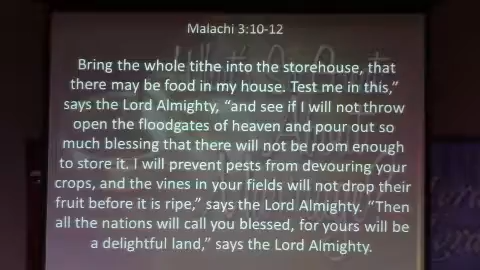 Malachi 3:10-12
Bring the whole tithe into the storehouse, that
there may be food in my house. Test me in this,”
says the Lord Almighty, “and see if I will not throw
open the floodgates of heaven and pour out so
much blessing that there will not be room enough
to store it. I will prevent pests from devouring your
crops, and the vines in your fields will not drop their
fruit before it is ripe,” says the Lord Almighty. “Then
all the nations will call you blessed, for yours will be
a delightful land,” says the Lord Almighty.